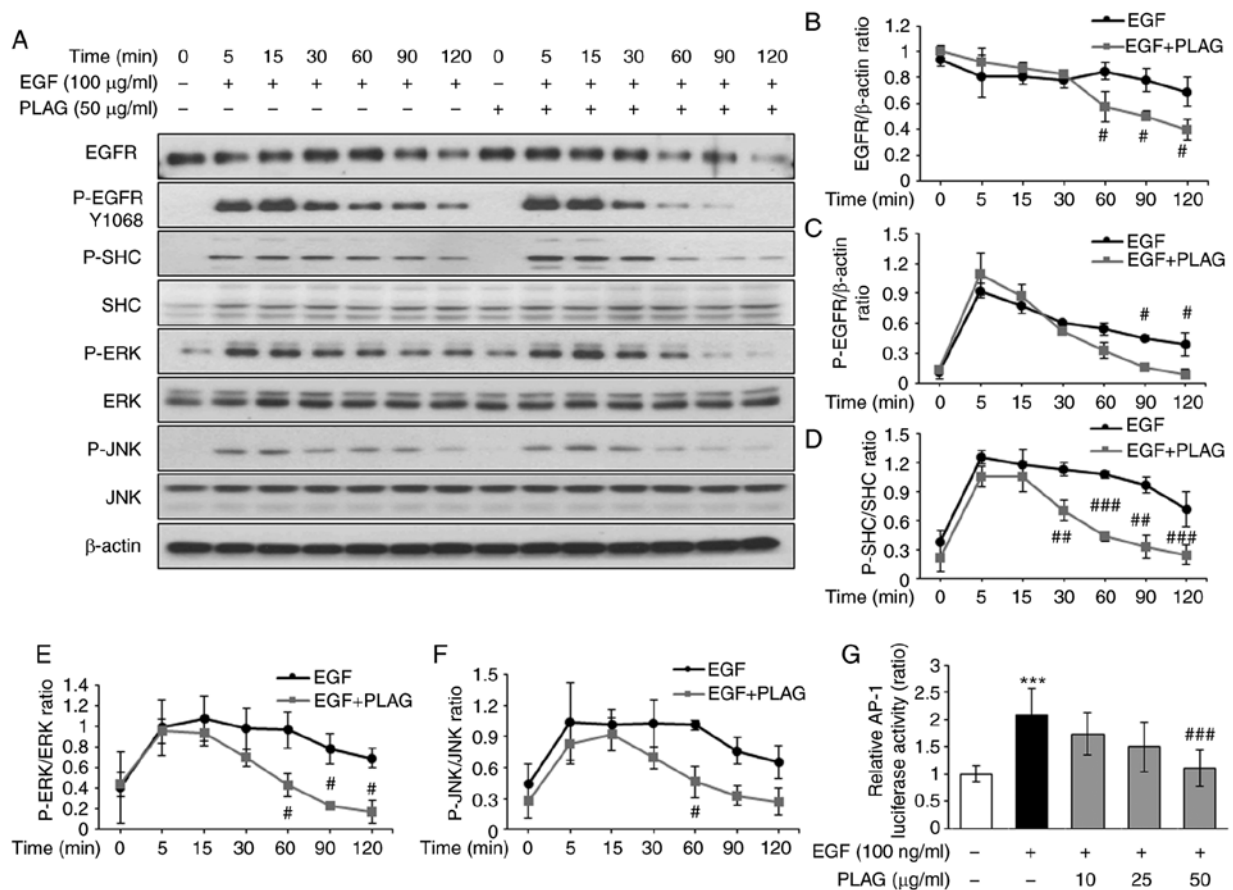 A
Time (min) 0 5 15 30 60 90 120 0 5 15 30 60 90 120
EGF (100 μg/ml) – + + + + + + – + + + + + +
PLAG (50 μg/ml) – – – – – – – + + + + + + +
EGFR
P-EGFR
Y1068
P-SHC
SHC
P-ERK
ERK
P-JNK
JNK
β-actin
B
EGF
EGF+PLAG
EGFR/β-actin ratio
1.2
1
0.8
0.6
0.4
0.2
0
# # #
Time (min) 0 5 15 30 60 90 120
C
EGF
EGF+PLAG
P-EGFR/β-actin
ratio
1.5
1.2
0.9
0.6
0.3
0
# #
Time (min) 0 5 15 30 60 90 120
D
EGF
EGF+PLAG
P-SHC/SHC ratio
1.5
1.2
0.9
0.6
0.3
0
## ### ## ###
Time (min) 0 5 15 30 60 90 120
E
EGF
EGF+PLAG
P-ERK/ERK ratio
1.4
1.2
1
0.8
0.6
0.4
0.2
0
# # #
Time (min) 0 5 15 30 60 90 120
F
EGF
EGF+PLAG
P-JNK/JNK ratio
1.5
1.2
0.9
0.6
0.3
0
#
Time (min) 0 5 15 30 60 90 120
G
Relative AP-1
luciferase activity (ratio)
3
2.5
2
1.5
1
0.5
0
*** ###
EGF (100 ng/ml) – + + + +
PLAG (μg/ml) – – 10 25 50